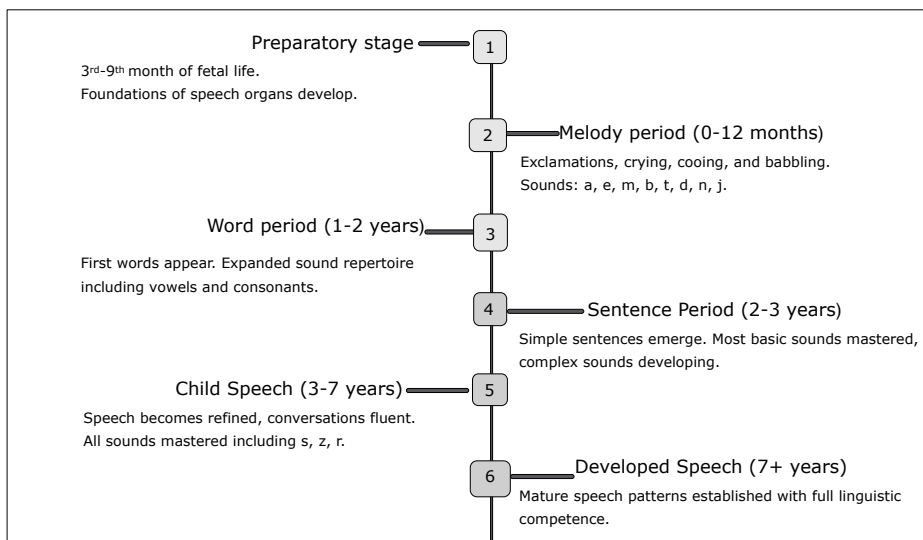 Preparatory stage
1
3rd-9th month of fetal life.
Foundations of speech organs develop.
2
Melody period (0-12 months)
Exclamations, crying, cooing, and babbling.
Sounds: a, e, m, b, t, d, n, j.
Word period (1-2 years)
3
First words appear. Expanded sound repertoire
including vowels and consonants.
4
Sentence Period (2-3 years)
Simple sentences emerge. Most basic sounds mastered,
complex sounds developing.
Child Speech (3-7 years)
5
Speech becomes refined, conversations fluent.
All sounds mastered including s, z, r.
6
Developed Speech (7+ years)
Mature speech patterns established with full linguistic
competence.